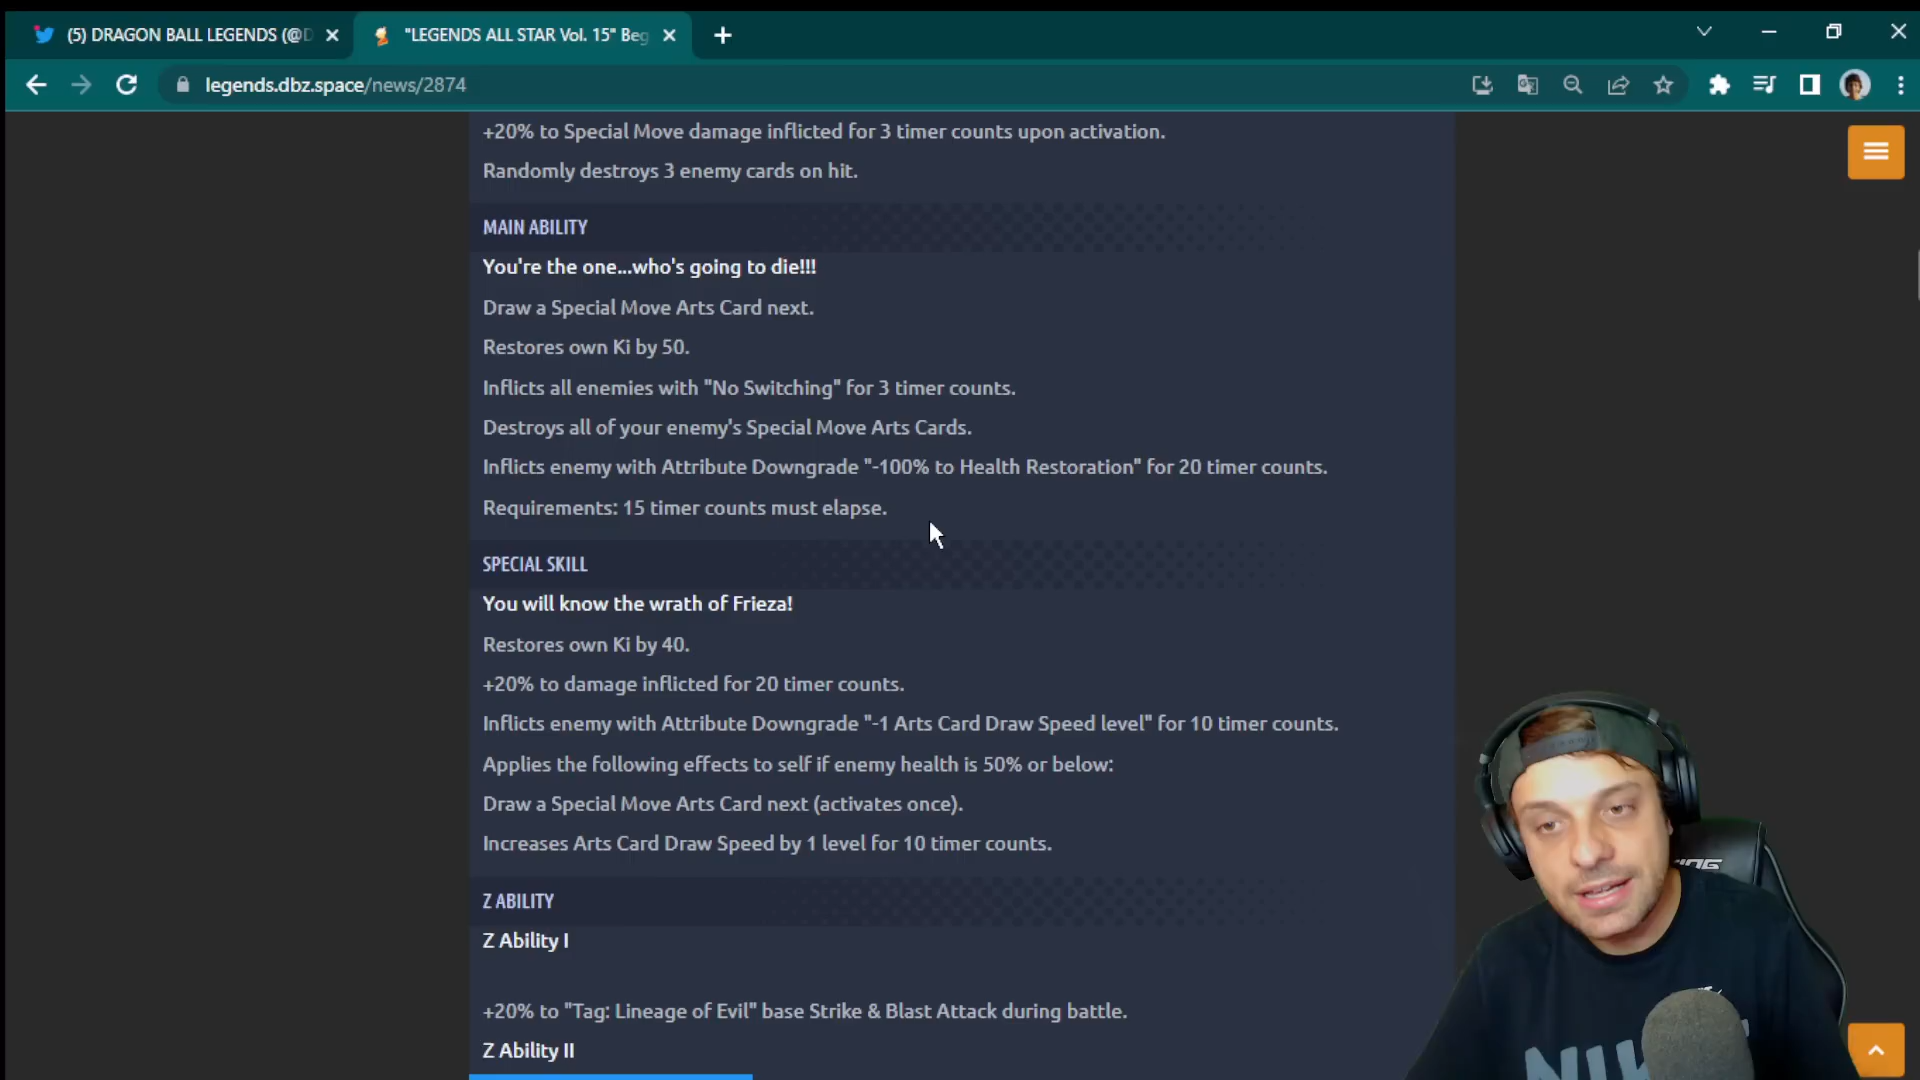 (5) DRAGON BALL LEGENDS (@D
"LEGENDS ALL STAR Vol. 15" Beg
legends.dbz.space/news/2874
+20% to Special Move damage inflicted for 3 timer counts upon activation.
Randomly destroys 3 enemy cards on hit.
MAIN ABILITY
You're the one...who's going to die!!!
Draw a Special Move Arts Card next.
Restores own Ki by 50.
Inflicts all enemies with "No Switching" for 3 timer counts.
Destroys all of your enemy's Special Move Arts Cards.
Inflicts enemy with Attribute Downgrade "-100% to Health Restoration" for 20 timer counts.
Requirements: 15 timer counts must elapse.
SPECIAL SKILL
You will know the wrath of Frieza!
Restores own Ki by 40.
+20% to damage inflicted for 20 timer counts.
Inflicts enemy with Attribute Downgrade "-1 Arts Card Draw Speed level" for 10 timer counts.
Applies the following effects to self if enemy health is 50% or below:
Draw a Special Move Arts Card next (activates once).
Increases Arts Card Draw Speed by 1 level for 10 timer counts.
Z ABILITY
Z Ability I
+20% to "Tag: Lineage of Evil" base Strike & Blast Attack during battle.
Z Ability II